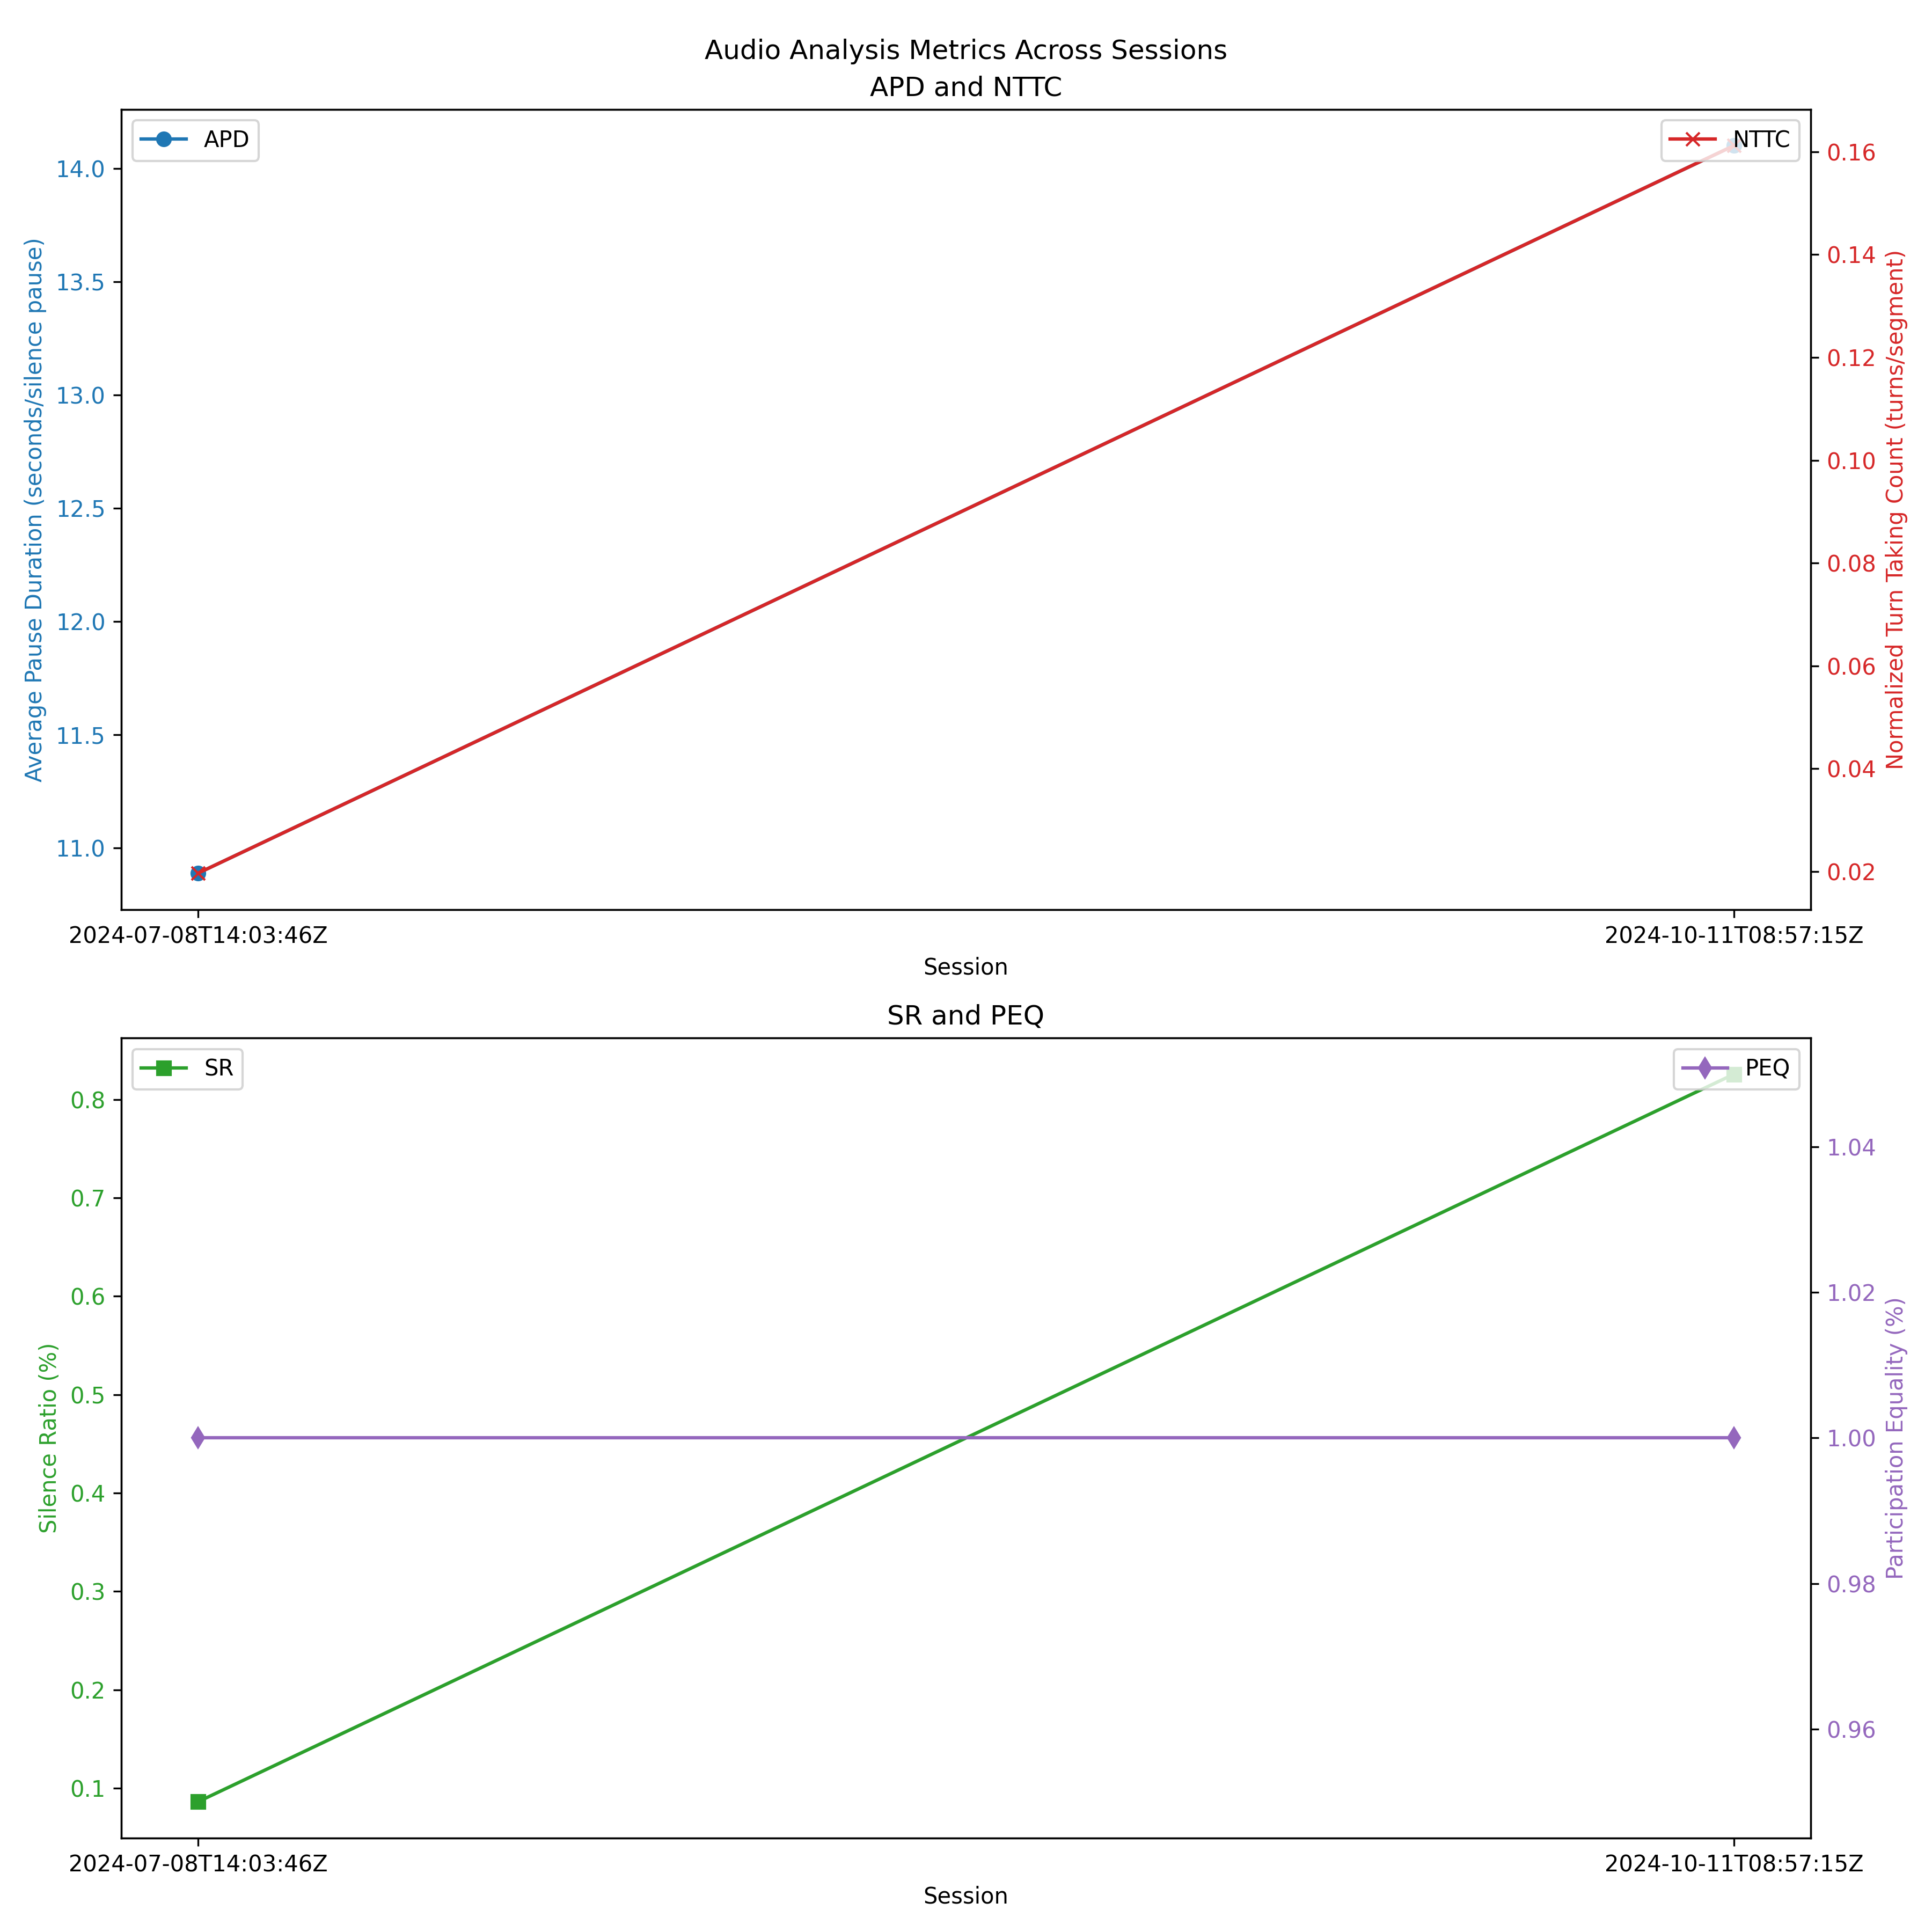 Audio Analysis Metrics Across Sessions
APD and NTTC
APD
NTTC
14.0
13.5
13.0
12.5
12.0
11.5
11.0
Average Pause Duration (seconds/silence pause)
0.16
0.14
0.12
0.10
0.08
0.06
0.04
0.02
Normalized Turn Taking Count (turns/segment)
2024-07-08T14:03:46Z
2024-10-11T08:57:15Z
Session
SR and PEQ
SR
PEQ
0.8
0.7
0.6
0.5
0.4
0.3
0.2
0.1
Silence Ratio (%)
1.04
1.02
1.00
0.98
0.96
Participation Equality (%)
2024-07-08T14:03:46Z
2024-10-11T08:57:15Z
Session